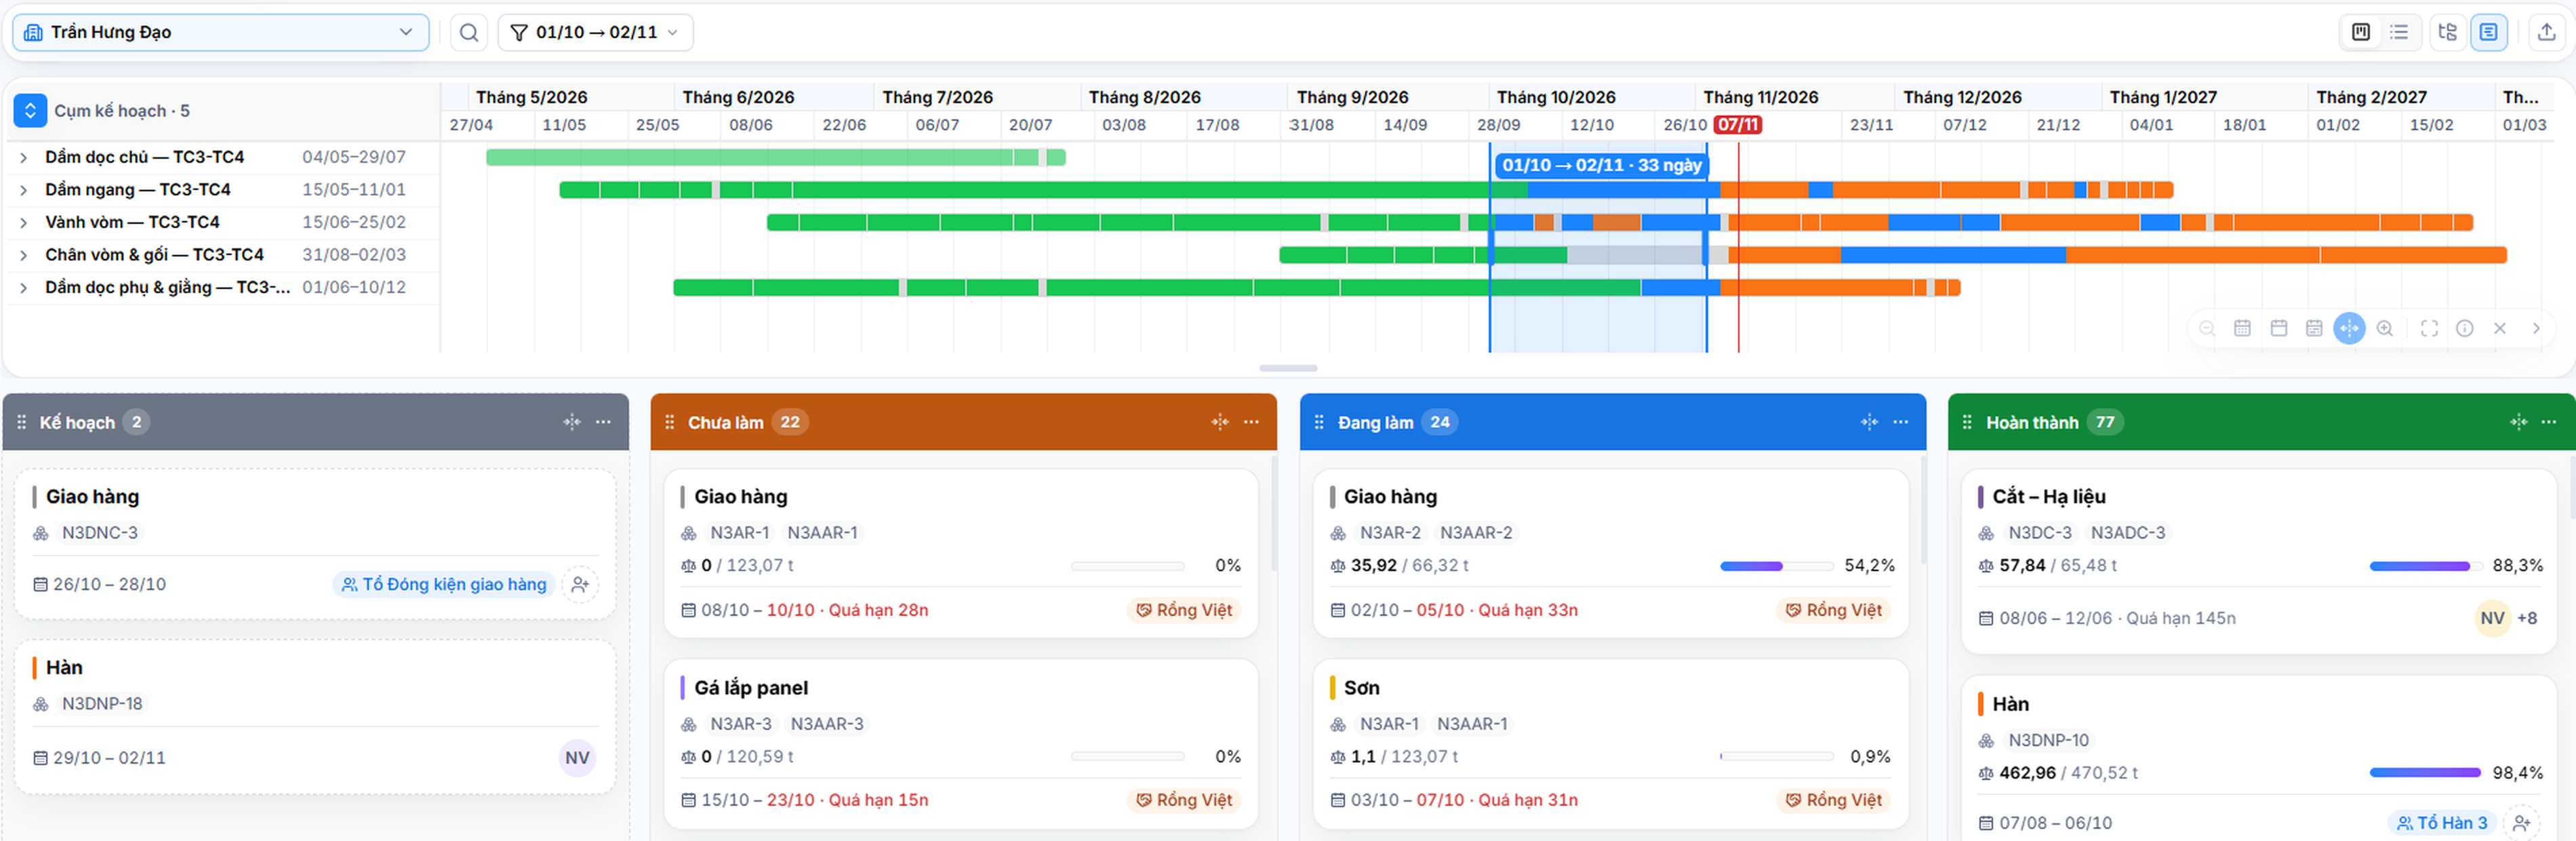 Trần Hưng Đạo
01/10 → 02/11
Cụm kế hoạch · 5
Tháng 5/2026 Tháng 6/2026 Tháng 7/2026 Tháng 8/2026 Tháng 9/2026 Tháng 10/2026 Tháng 11/2026 Tháng 12/2026 Tháng 1/2027 Tháng 2/2027 Th...
27/04 11/05 25/05 08/06 22/06 06/07 20/07 03/08 17/08 31/08 14/09 28/09 12/10 26/10 07/11 23/11 07/12 21/12 04/01 18/01 01/02 15/02 01/03
Dầm dọc chủ — TC3-TC4 04/05–29/07
01/10 → 02/11 · 33 ngày
Dầm ngang — TC3-TC4 15/05–11/01
Vành vòm — TC3-TC4 15/06–25/02
Chân vòm & gối — TC3-TC4 31/08–02/03
Dầm dọc phụ & giằng — TC3-... 01/06–10/12
Kế hoạch 2
Giao hàng
N3DNC-3
26/10 – 28/10 Tổ Đóng kiện giao hàng
Hàn
N3DNP-18
29/10 – 02/11 NV
Chưa làm 22
Giao hàng
N3AR-1 N3AAR-1
0 / 123,07 t 0%
08/10 – 10/10 · Quá hạn 28n Rồng Việt
Gá lắp panel
N3AR-3 N3AAR-3
0 / 120,59 t 0%
15/10 – 23/10 · Quá hạn 15n Rồng Việt
Đang làm 24
Giao hàng
N3AR-2 N3AAR-2
35,92 / 66,32 t 54,2%
02/10 – 05/10 · Quá hạn 33n Rồng Việt
Sơn
N3AR-1 N3AAR-1
1,1 / 123,07 t 0,9%
03/10 – 07/10 · Quá hạn 31n Rồng Việt
Hoàn thành 77
Cắt – Hạ liệu
N3DC-3 N3ADC-3
57,84 / 65,48 t 88,3%
08/06 – 12/06 · Quá hạn 145n NV +8
Hàn
N3DNP-10
462,96 / 470,52 t 98,4%
07/08 – 06/10 Tổ Hàn 3